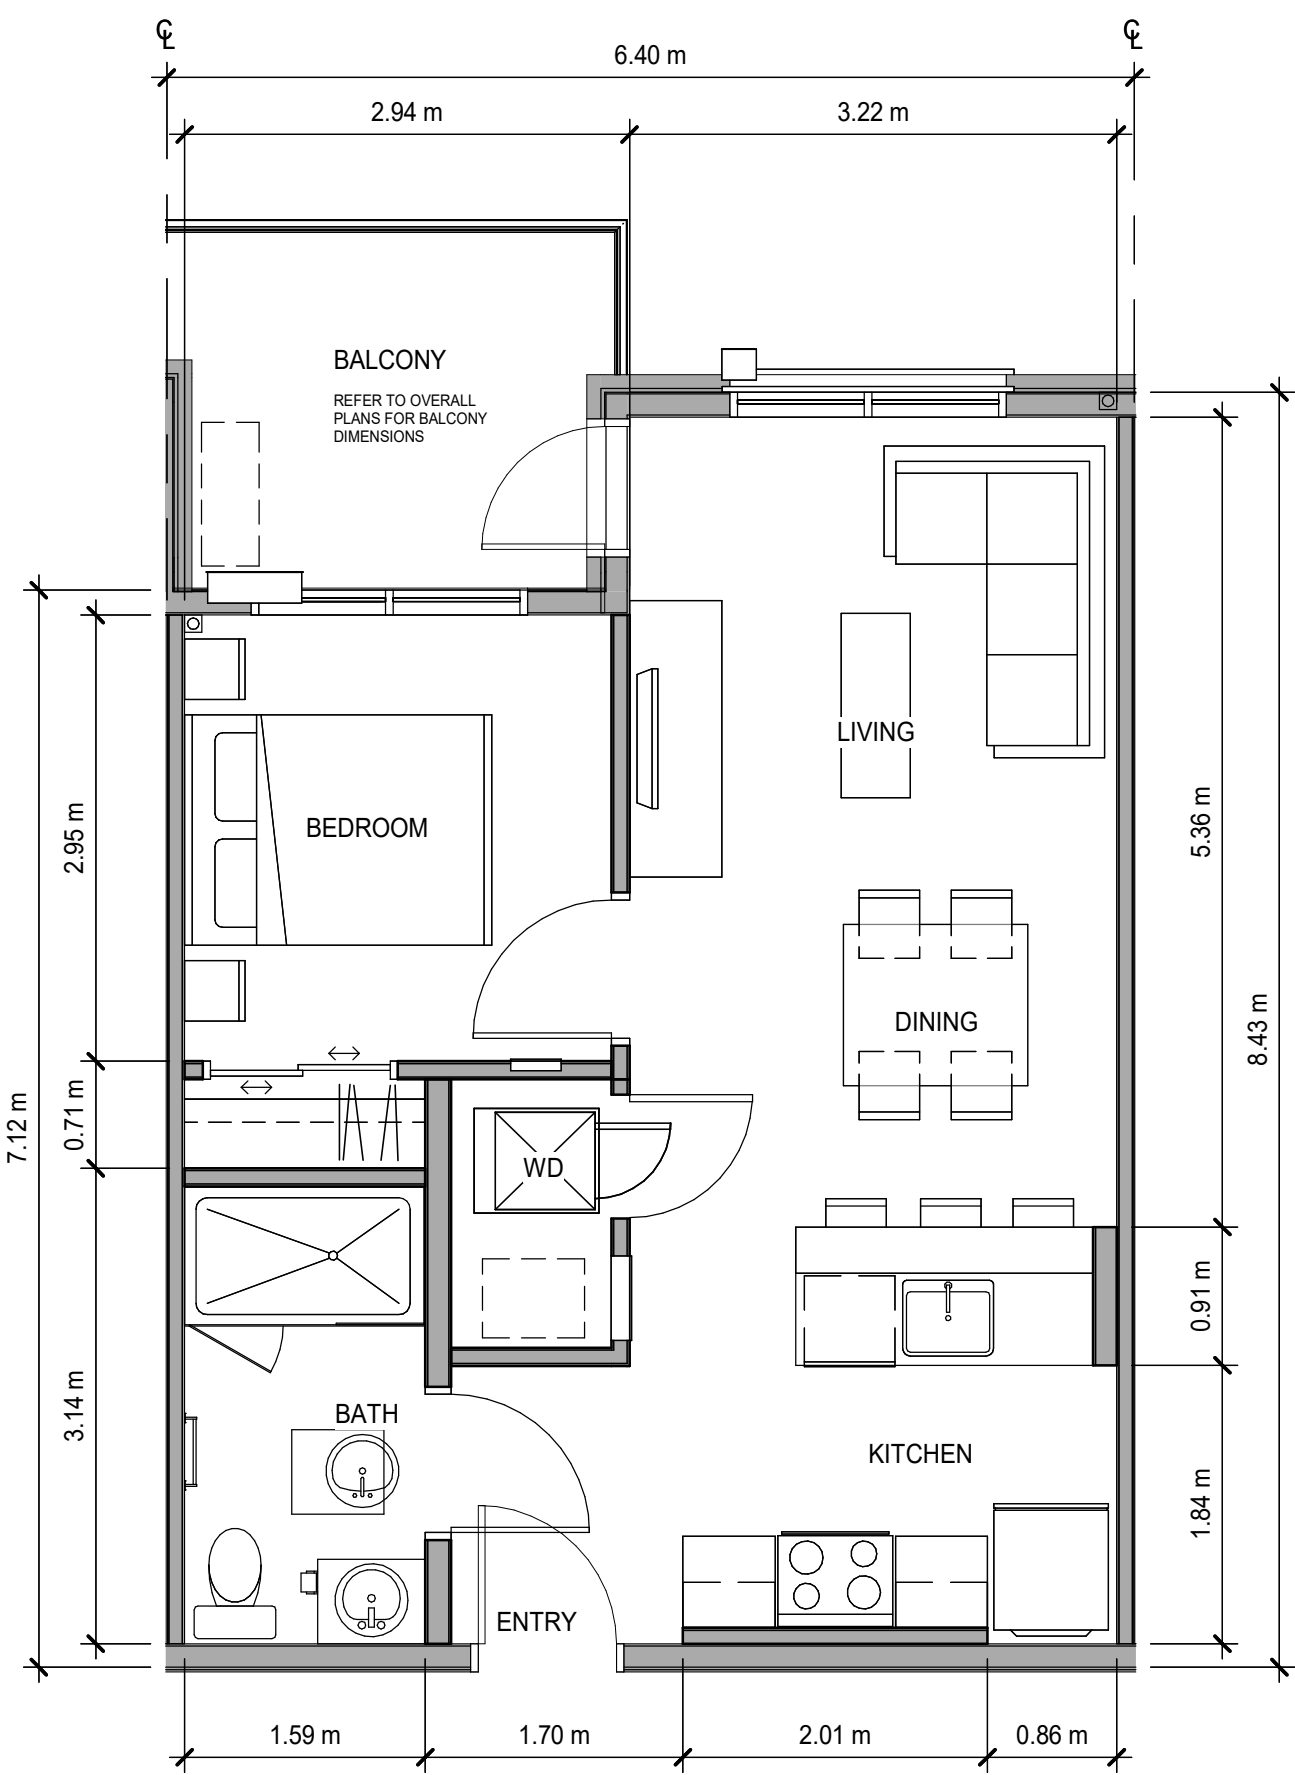 ℄ ℄
6.40 m
2.94 m 3.22 m
BALCONY
REFER TO OVERALL
PLANS FOR BALCONY
DIMENSIONS
LIVING
BEDROOM
2.95 m
5.36 m
DINING
8.43 m
7.12 m
0.71 m
WD
0.91 m
3.14 m
BATH
KITCHEN
1.84 m
ENTRY
1.59 m 1.70 m 2.01 m 0.86 m